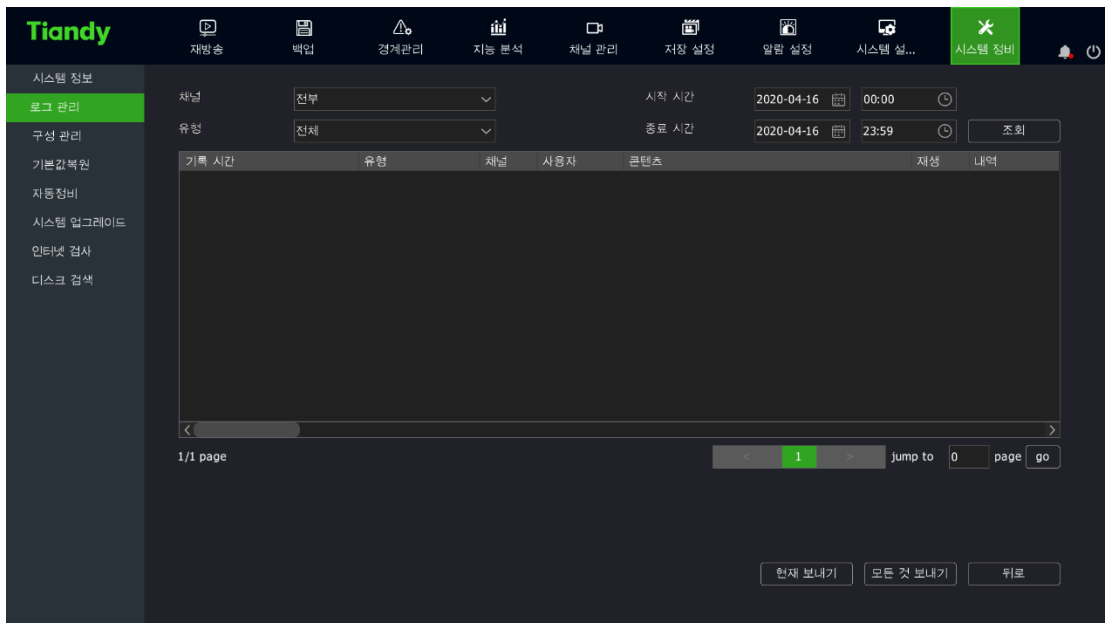 Tiandy
재방송 백업 경계관리 지능 분석 채널 관리 저장 설정 알람 설정 시스템 설... 시스템 정비
시스템 정보
로그 관리
구성 관리
기본값복원
자동정비
시스템 업그레이드
인터넷 검사
디스크 검색
채널 전부 시작 시간 2020-04-16 00:00
유형 전체 종료 시간 2020-04-16 23:59 조회
기록 시간 유형 채널 사용자 콘텐츠 재생 내역
1/1 page < 1 > jump to 0 page go
현재 보내기 모든 것 보내기 뒤로